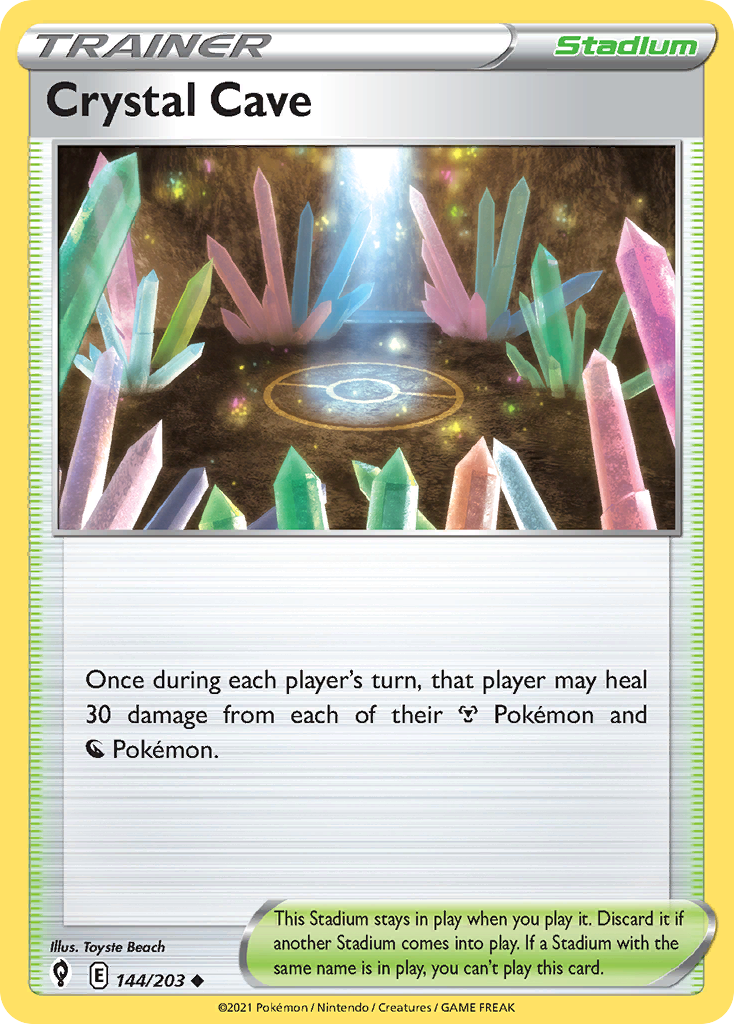 TRAINER
Stadium
Crystal Cave
Once during each player's turn, that player may heal
30 damage from each of their Pokémon and
Pokémon.
This Stadium stays in play when you play it. Discard it if
another Stadium comes into play. If a Stadium with the
same name is in play, you can't play this card.
Illus. Toyste Beach
E 144/203
©2021 Pokémon / Nintendo / Creatures / GAME FREAK